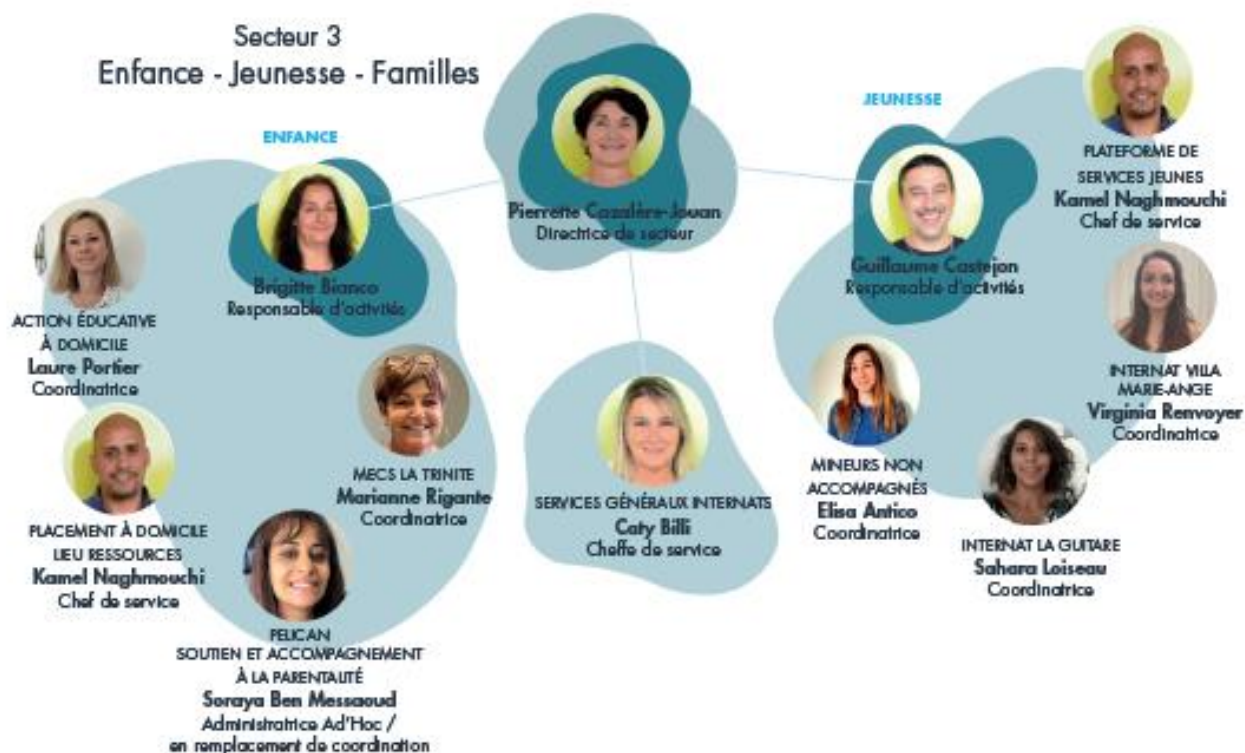 Secteur 3
Enfance - Jeunesse - Familles
ENFANCE
JEUNESSE
Pierrette Cazalère-Jouan
Directrice de secteur
Brigitte Bianco
Responsable d'activités
Guillaume Castejon
Responsable d'activités
PLATEFORME DE
SERVICES JEUNES
Kamel Naghmouchi
Chef de service
ACTION ÉDUCATIVE
À DOMICILE
Laure Portier
Coordinatrice
MECS LA TRINITE
Marianne Rigante
Coordinatrice
PLACEMENT À DOMICILE
LIEU RESSOURCES
Kamel Naghmouchi
Chef de service
PELICAN
SOUTIEN ET ACCOMPAGNEMENT
À LA PARENTALITÉ
Soraya Ben Messaoud
Administratrice Ad'Hoc /
en remplacement de coordination
SERVICES GÉNÉRAUX INTERNATS
Caty Billi
Cheffe de service
MINEURS NON
ACCOMPAGNÉS
Elisa Antico
Coordinatrice
INTERNAT LA GUITARE
Sahara Loiseau
Coordinatrice
INTERNAT VILLA
MARIE-ANGE
Virginia Renvoyer
Coordinatrice